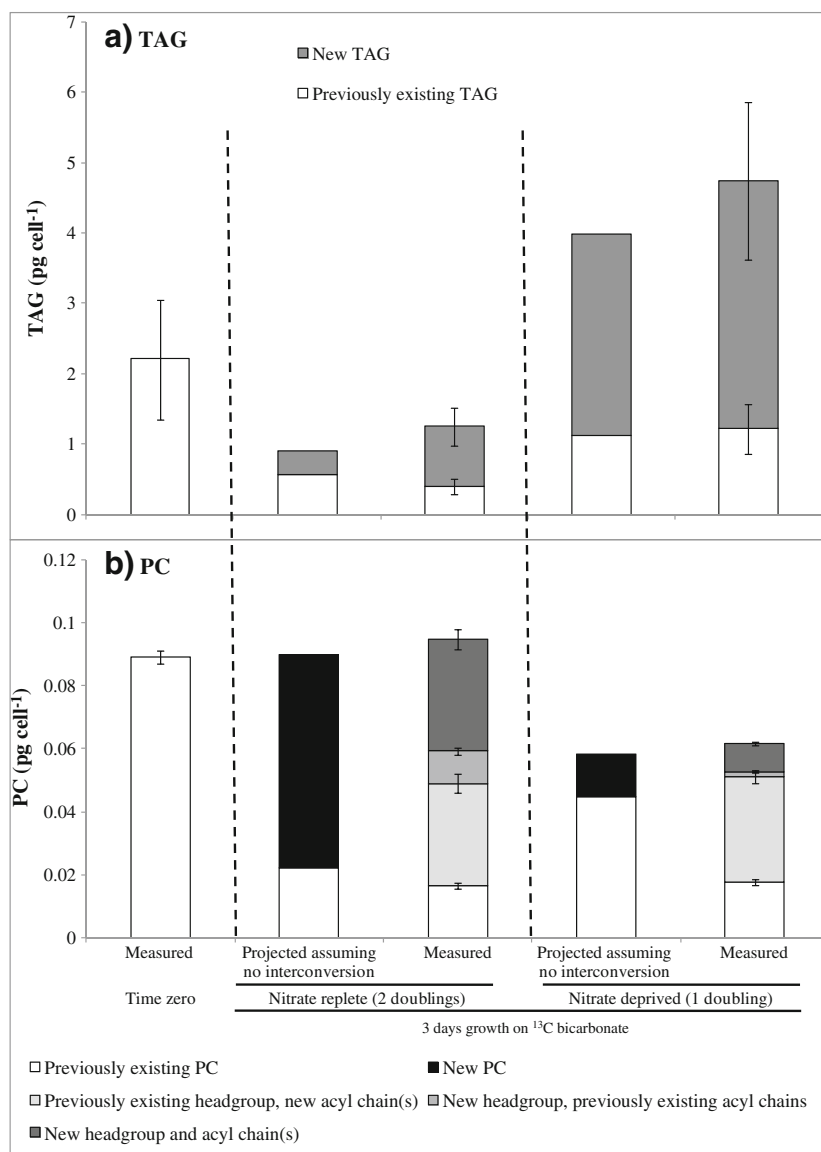 a) TAG
New TAG
Previously existing TAG
7
6
5
4
3
2
1
0
TAG (pg cell-1)
b) PC
0.12
0.1
0.08
0.06
0.04
0.02
0
PC (pg cell-1)
Measured
Projected assuming no interconversion
Measured
Projected assuming no interconversion
Measured
Time zero
Nitrate replete (2 doublings)
Nitrate deprived (1 doubling)
3 days growth on 13C bicarbonate
Previously existing PC
New PC
Previously existing headgroup, new acyl chain(s)
New headgroup, previously existing acyl chains
New headgroup and acyl chain(s)